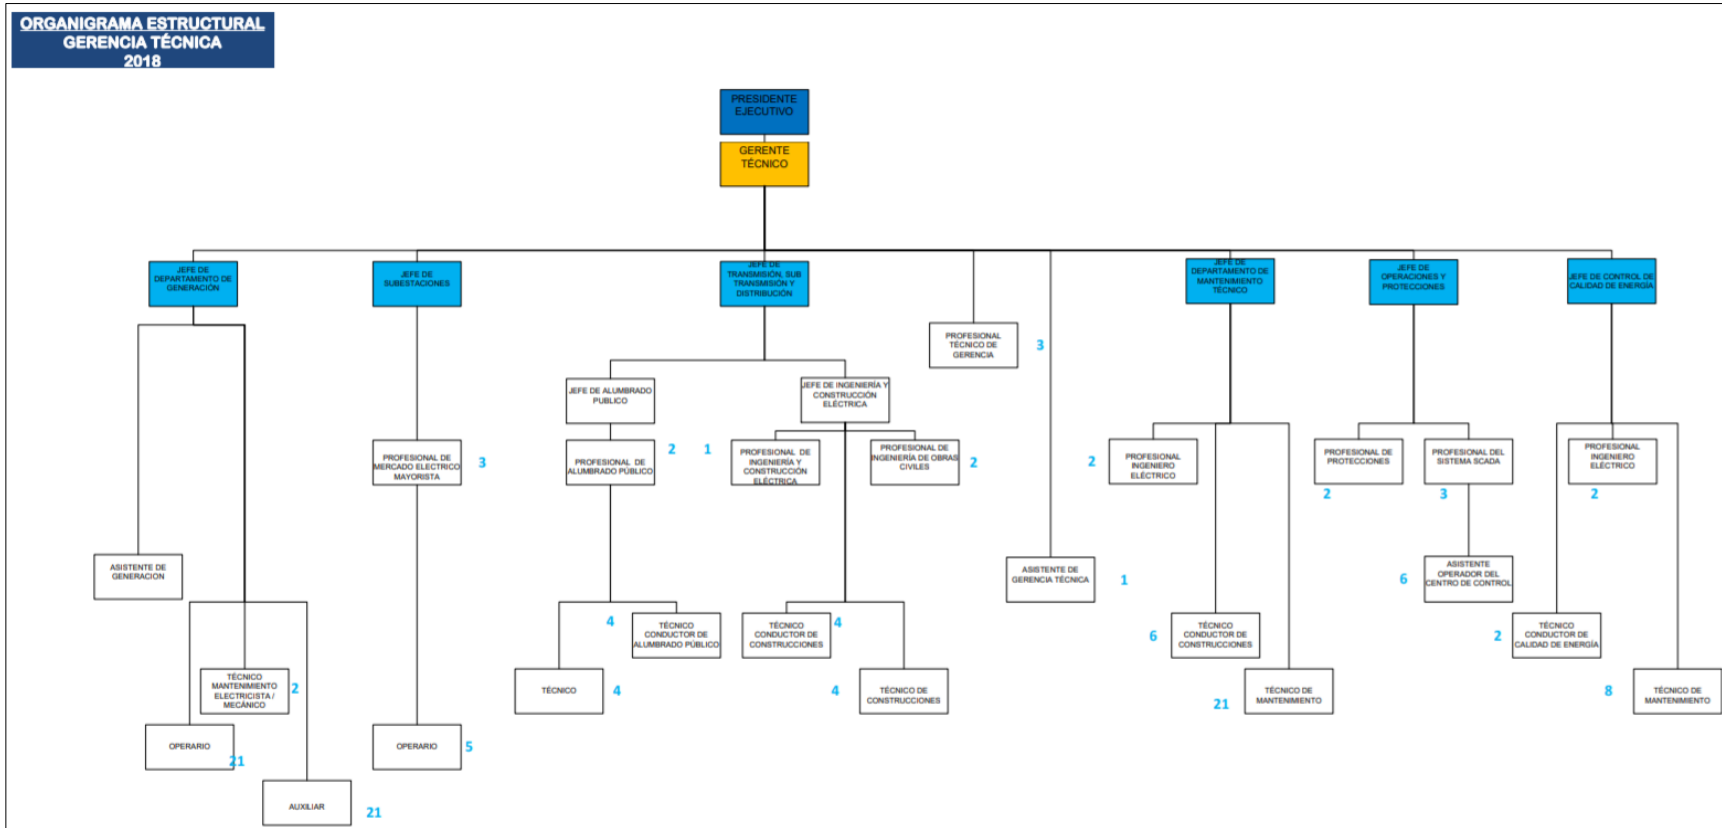 ORGANIGRAMA ESTRUCTURAL
GERENCIA TÉCNICA
2018
PRESIDENTE
EJECUTIVO
GERENTE
TÉCNICO
JEFE DE
DEPARTAMENTO DE
GENERACIÓN
JEFE DE
SUBESTACIONES
JEFE DE
TRANSMISIÓN, SUB
TRANSMISIÓN Y
DISTRIBUCIÓN
JEFE DE
DEPARTAMENTO DE
MANTENIMIENTO
TÉCNICO
JEFE DE
OPERACIONES Y
PROTECCIONES
JEFE DE CONTROL DE
CALIDAD DE ENERGÍA
PROFESIONAL
TÉCNICO DE
GERENCIA
3
JEFE DE ALUMBRADO
PUBLICO
JEFE DE INGENIERÍA Y
CONSTRUCCIÓN
ELÉCTRICA
PROFESIONAL DE
MERCADO ELECTRICO
MAYORISTA
3
PROFESIONAL DE
ALUMBRADO PÚBLICO
2
1
PROFESIONAL DE
INGENIERÍA Y
CONSTRUCCIÓN
ELÉCTRICA
PROFESIONAL DE
INGENIERÍA DE OBRAS
CIVILES
2
2
PROFESIONAL
INGENIERO
ELÉCTRICO
PROFESIONAL DE
PROTECCIONES
2
PROFESIONAL DEL
SISTEMA SCADA
3
PROFESIONAL
INGENIERO
ELÉCTRICO
2
ASISTENTE DE
GENERACION
ASISTENTE DE
GERENCIA TÉCNICA
1
6
ASISTENTE
OPERADOR DEL
CENTRO DE CONTROL
4
TÉCNICO
CONDUCTOR DE
ALUMBRADO PÚBLICO
TÉCNICO
CONDUCTOR DE
CONSTRUCCIONES
4
6
TÉCNICO
CONDUCTOR DE
CONSTRUCCIONES
2
TÉCNICO
CONDUCTOR DE
CALIDAD DE ENERGÍA
TÉCNICO
MANTENIMIENTO
ELECTRICISTA /
MECÁNICO
2
TÉCNICO
4
4
TÉCNICO DE
CONSTRUCCIONES
21
TÉCNICO DE
MANTENIMIENTO
8
TÉCNICO DE
MANTENIMIENTO
OPERARIO
21
OPERARIO
5
AUXILIAR
21